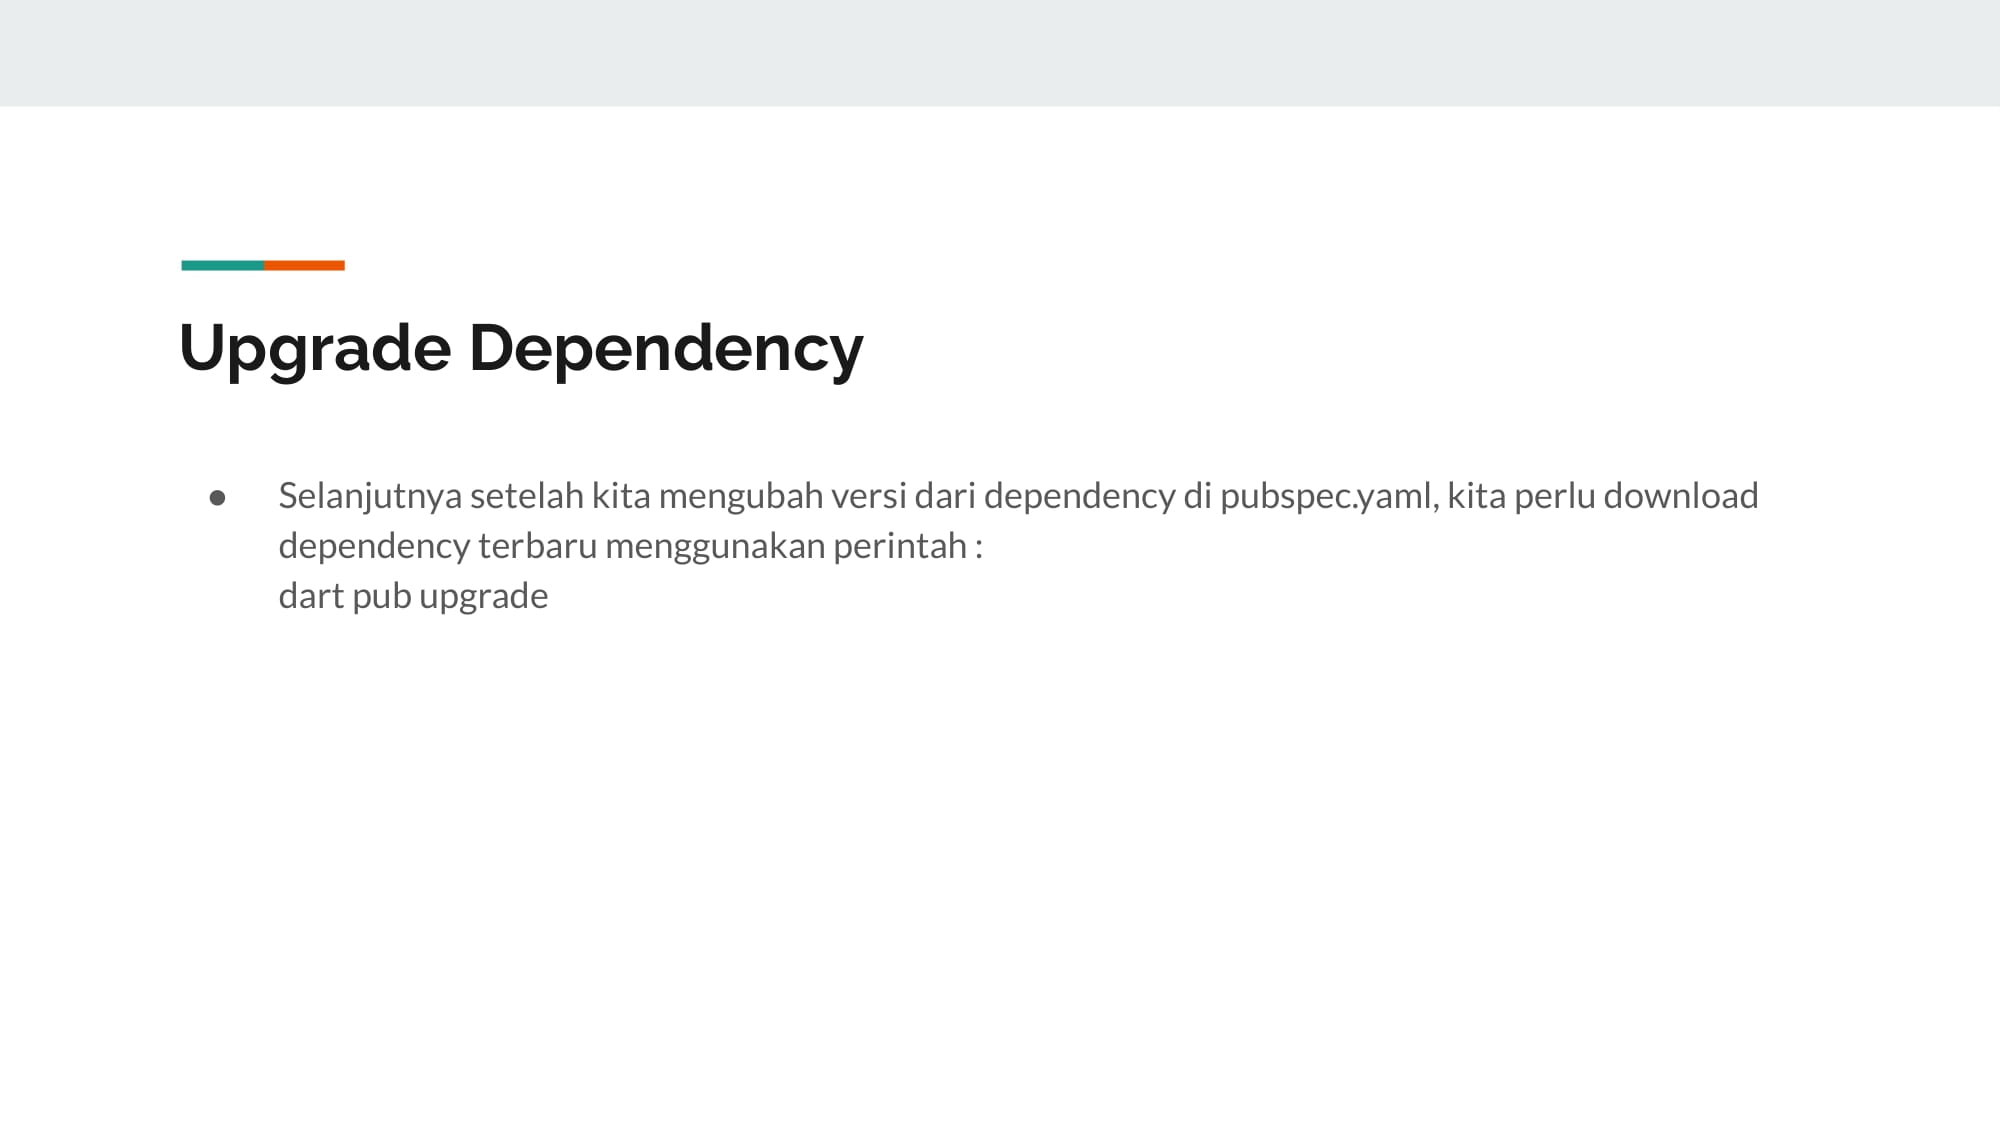 Upgrade Dependency
● Selanjutnya setelah kita mengubah versi dari dependency di pubspec.yaml, kita perlu download
dependency terbaru menggunakan perintah :
dart pub upgrade